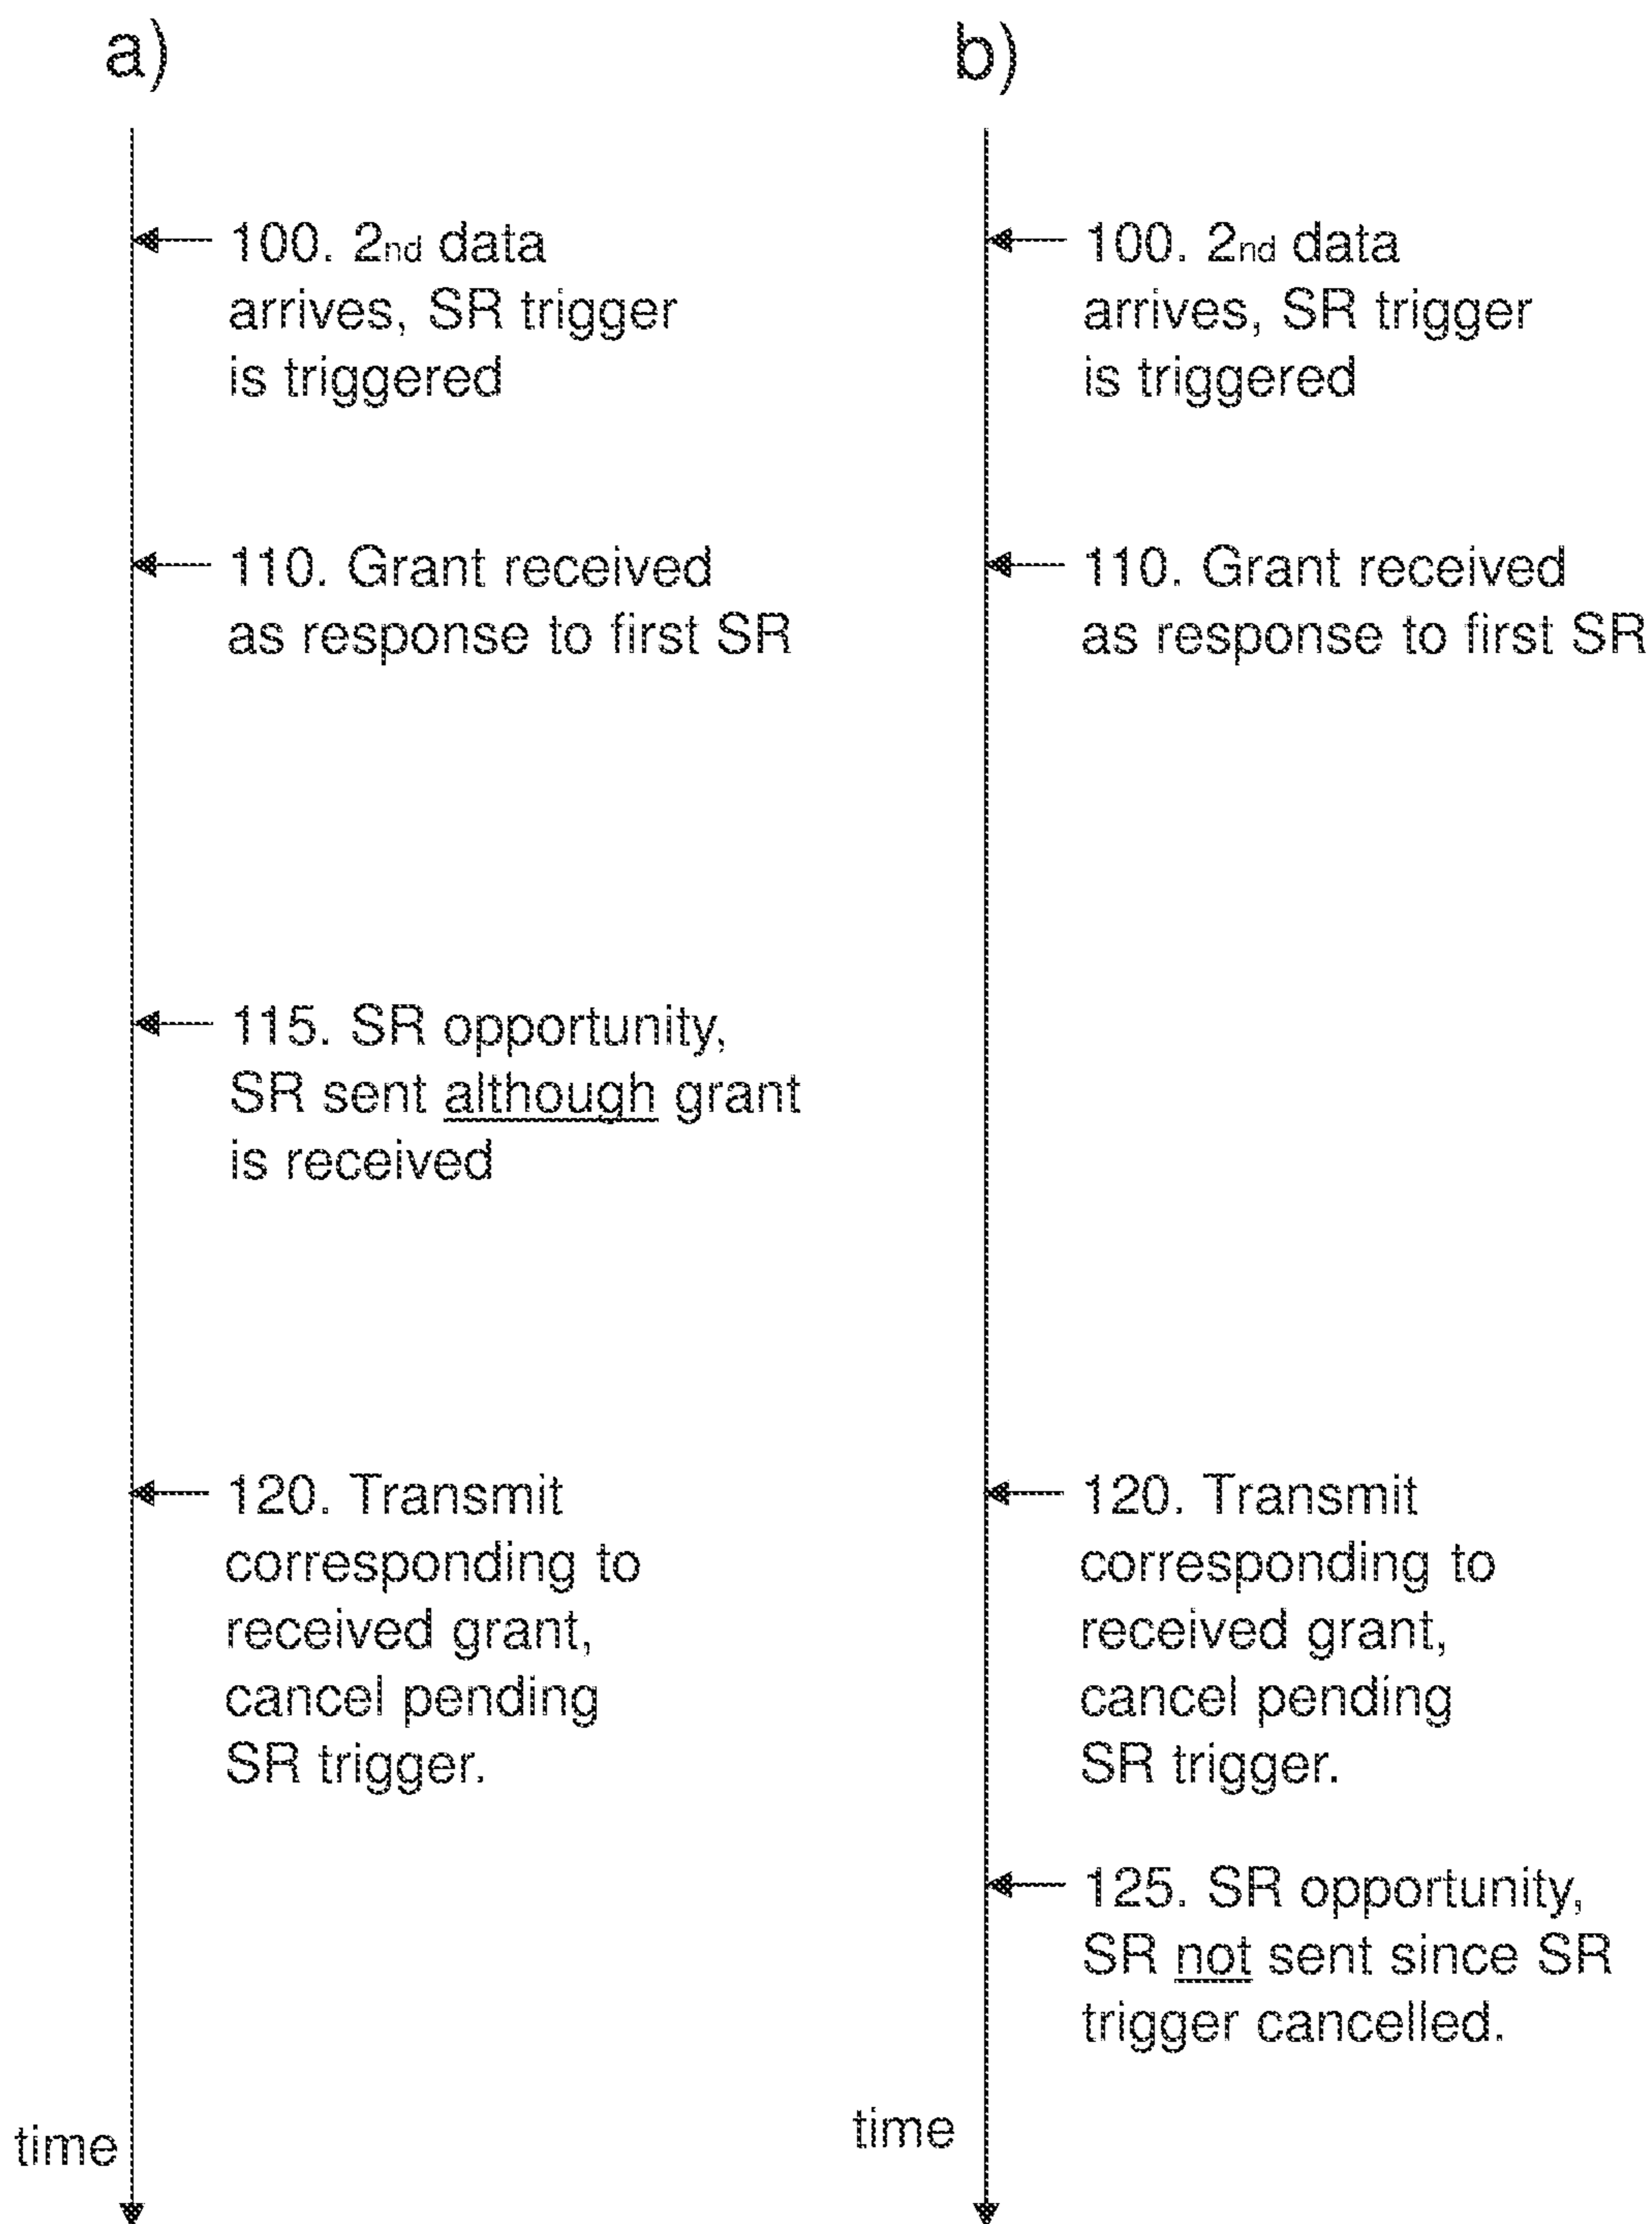 a)
100. 2nd data
arrives, SR trigger
is triggered
110. Grant received
as response to first SR
115. SR opportunity,
SR sent although grant
is received
120. Transmit
corresponding to
received grant,
cancel pending
SR trigger.
time
b)
100. 2nd data
arrives, SR trigger
is triggered
110. Grant received
as response to first SR
120. Transmit
corresponding to
received grant,
cancel pending
SR trigger.
125. SR opportunity,
SR not sent since SR
trigger cancelled.
time